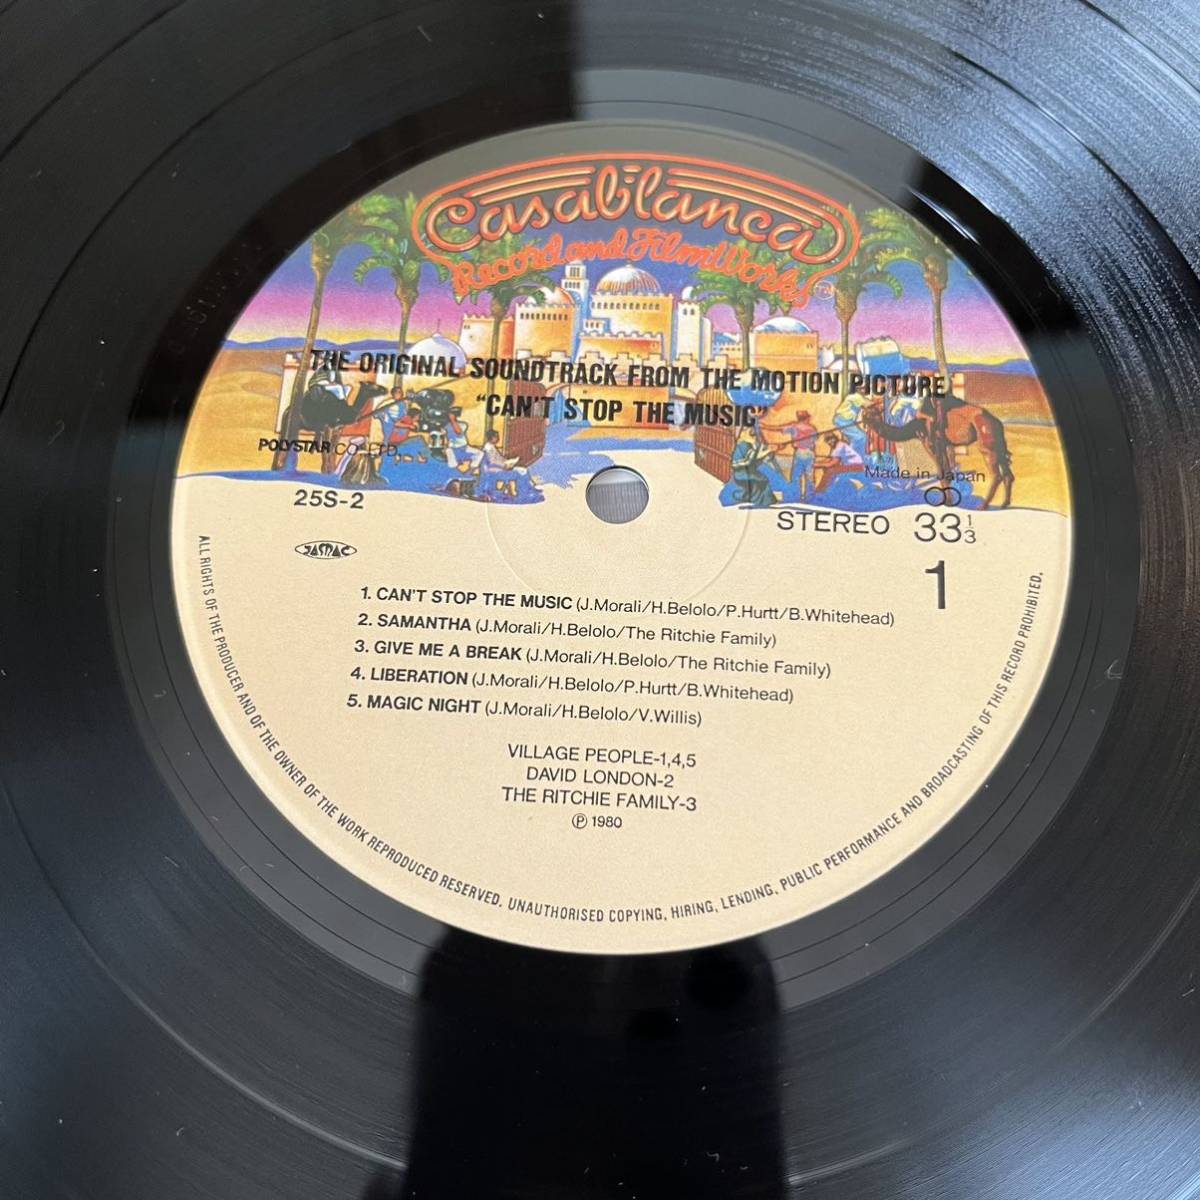 Casablanca
Record and FilmWorks TM
THE ORIGINAL SOUNDTRACK FROM THE MOTION PICTURE
"CAN'T STOP THE MUSIC"
POLYSTAR CO., LTD.
Made in Japan
25S-2
STEREO 33 1/3
JASRAC
1
1. CAN'T STOP THE MUSIC (J.Morali/H.Belolo/P.Hurtt/B.Whitehead)
2. SAMANTHA (J.Morali/H.Belolo/The Ritchie Family)
3. GIVE ME A BREAK (J.Morali/H.Belolo/The Ritchie Family)
4. LIBERATION (J.Morali/H.Belolo/P.Hurtt/B.Whitehead)
5. MAGIC NIGHT (J.Morali/H.Belolo/V.Willis)
VILLAGE PEOPLE-1,4,5
DAVID LONDON-2
THE RITCHIE FAMILY-3
Ⓟ 1980
ALL RIGHTS OF THE PRODUCER AND OF THE OWNER OF THE WORK REPRODUCED RESERVED. UNAUTHORISED COPYING, HIRING, LENDING, PUBLIC PERFORMANCE AND BROADCASTING OF THIS RECORD PROHIBITED.